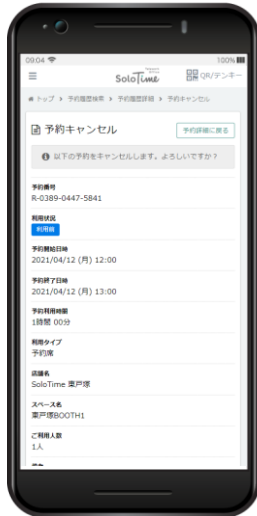 09:04 100%
SoloTime QR/テンキー
トップ > 予約履歴検索 > 予約履歴詳細 > 予約キャンセル
予約キャンセル 予約詳細に戻る
以下の予約をキャンセルします。よろしいですか？
予約番号
R-0389-0447-5841
利用状況
利用前
予約開始日時
2021/04/12 (月) 12:00
予約終了日時
2021/04/12 (月) 13:00
予約利用時間
1時間 00分
利用タイプ
予約席
店舗名
SoloTime 東戸塚
スペース名
東戸塚BOOTH1
ご利用人数
1人